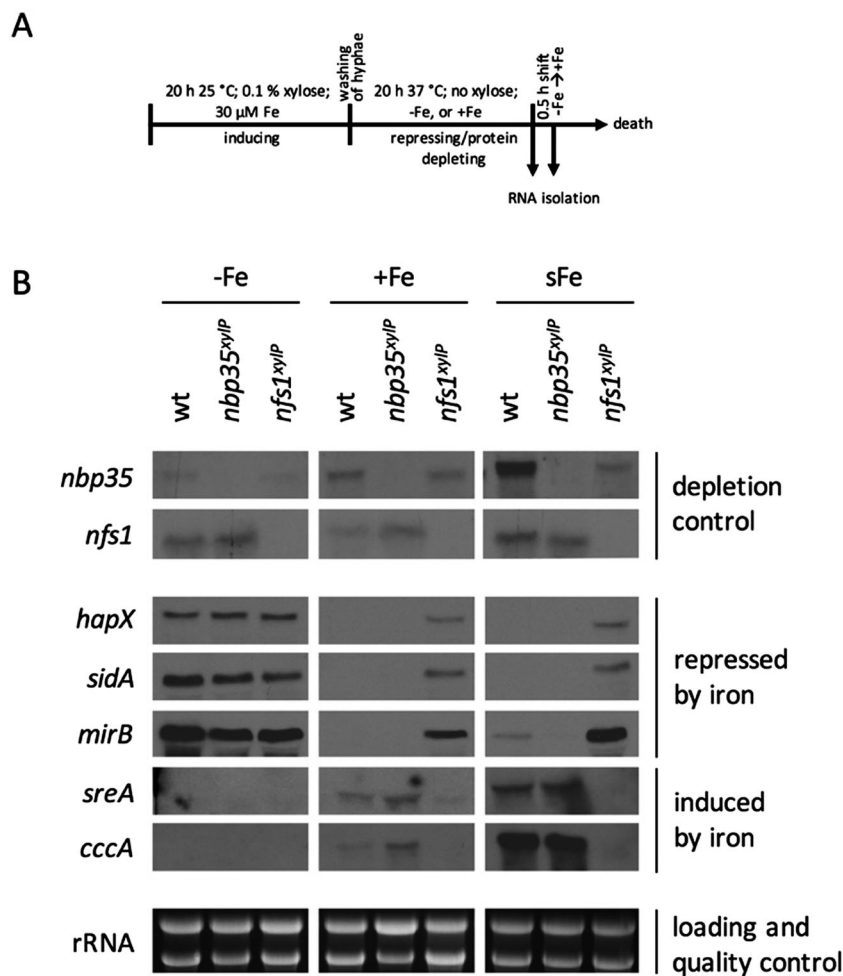 A
20 h 25 °C; 0.1 % xylose;
30 µM Fe
inducing
washing
of hyphae
20 h 37 °C; no xylose;
-Fe, or +Fe
repressing/protein
depleting
0.5 h shift
-Fe → +Fe
death
RNA isolation
B
-Fe
+Fe
sFe
wt
nbp35xylP
nfs1xylP
wt
nbp35xylP
nfs1xylP
wt
nbp35xylP
nfs1xylP
nbp35
nfs1
depletion
control
hapX
sidA
mirB
repressed
by iron
sreA
cccA
induced
by iron
rRNA
loading and
quality control